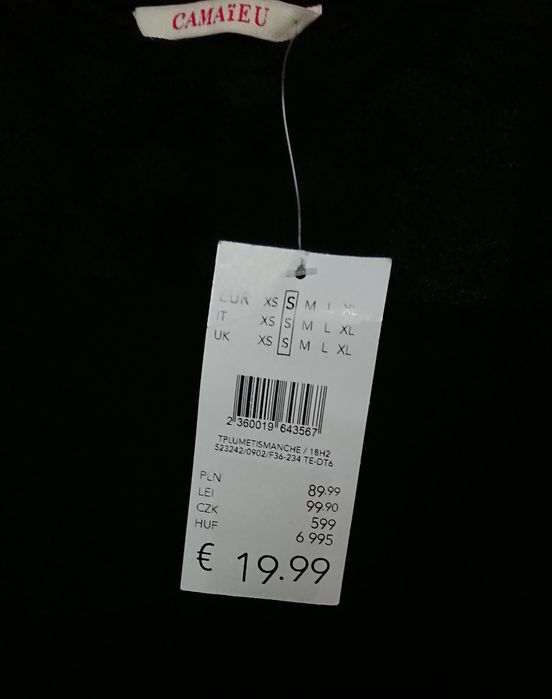 CAMAÏEU
EUR XS S M L XL
IT XS S M L XL
UK XS S M L XL
2 360019 643567
TPLUMETISMANCHE / 18H2
S23242/0902/F36-234 TE-DT6
PLN 89.99
LEI 99.90
CZK 599
HUF 6 995
€ 19.99